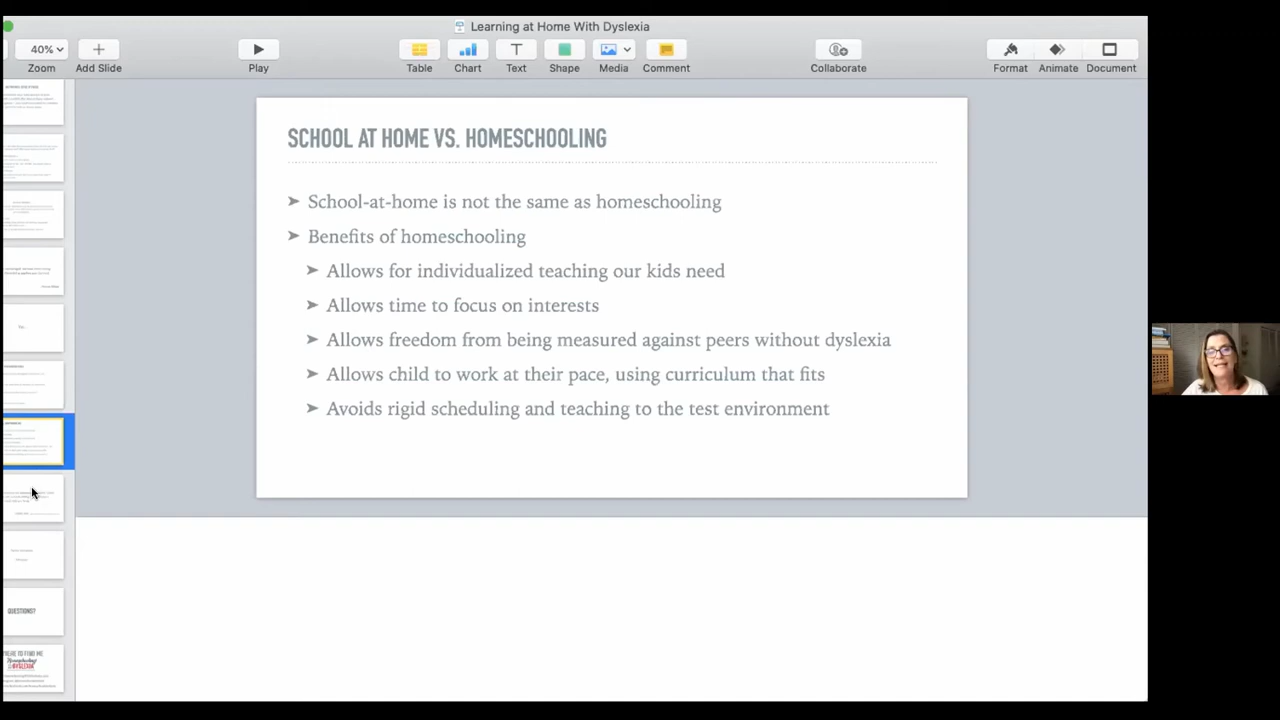 Learning at Home With Dyslexia
40%
Zoom
Add Slide
Play
Table
Chart
Text
Shape
Media
Comment
Collaborate
Format
Animate
Document
SCHOOL AT HOME VS. HOMESCHOOLING
➤ School-at-home is not the same as homeschooling
➤ Benefits of homeschooling
➤ Allows for individualized teaching our kids need
➤ Allows time to focus on interests
➤ Allows freedom from being measured against peers without dyslexia
➤ Allows child to work at their pace, using curriculum that fits
➤ Avoids rigid scheduling and teaching to the test environment
QUESTIONS?
FIND ME
Homeschooling
DYSLEXIA